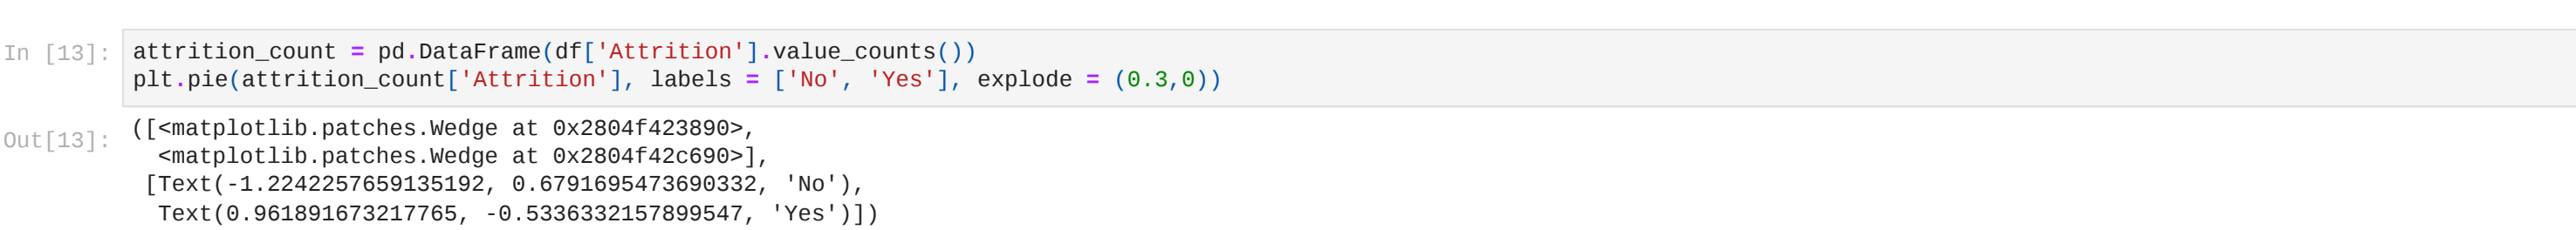 In [13]: attrition_count = pd.DataFrame(df['Attrition'].value_counts())
plt.pie(attrition_count['Attrition'], labels = ['No', 'Yes'], explode = (0.3,0))
Out[13]: ([<matplotlib.patches.Wedge at 0x2804f423890>,
<matplotlib.patches.Wedge at 0x2804f42c690>],
[Text(-1.2242257659135192, 0.6791695473690332, 'No'),
Text(0.961891673217765, -0.5336332157899547, 'Yes')])